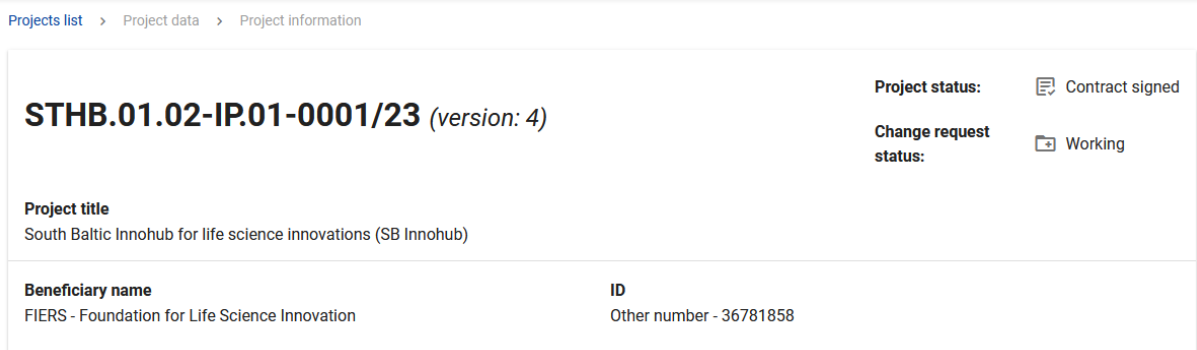 Projects list > Project data > Project information
STHB.01.02-IP.01-0001/23 (version: 4)
Project status: Contract signed
Change request status: Working
Project title
South Baltic Innohub for life science innovations (SB Innohub)
Beneficiary name
FIERS - Foundation for Life Science Innovation
ID
Other number - 36781858